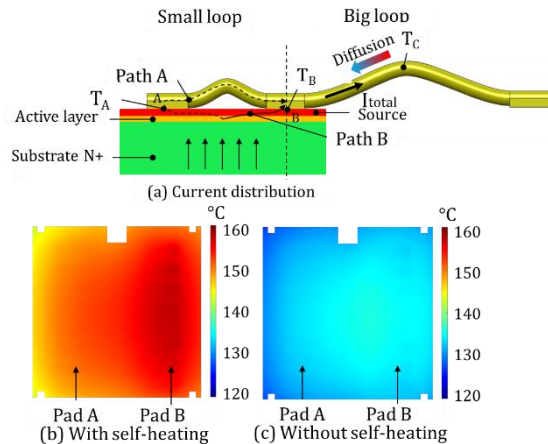 Small loop
Big loop
Diffusion
T_C
Path A
T_B
T_A
A
B
I_total
Source
Active layer
Path B
Substrate N+
(a) Current distribution
°C
°C
160
160
150
150
140
140
130
130
120
120
Pad A
Pad B
Pad A
Pad B
(b) With self-heating
(c) Without self-heating